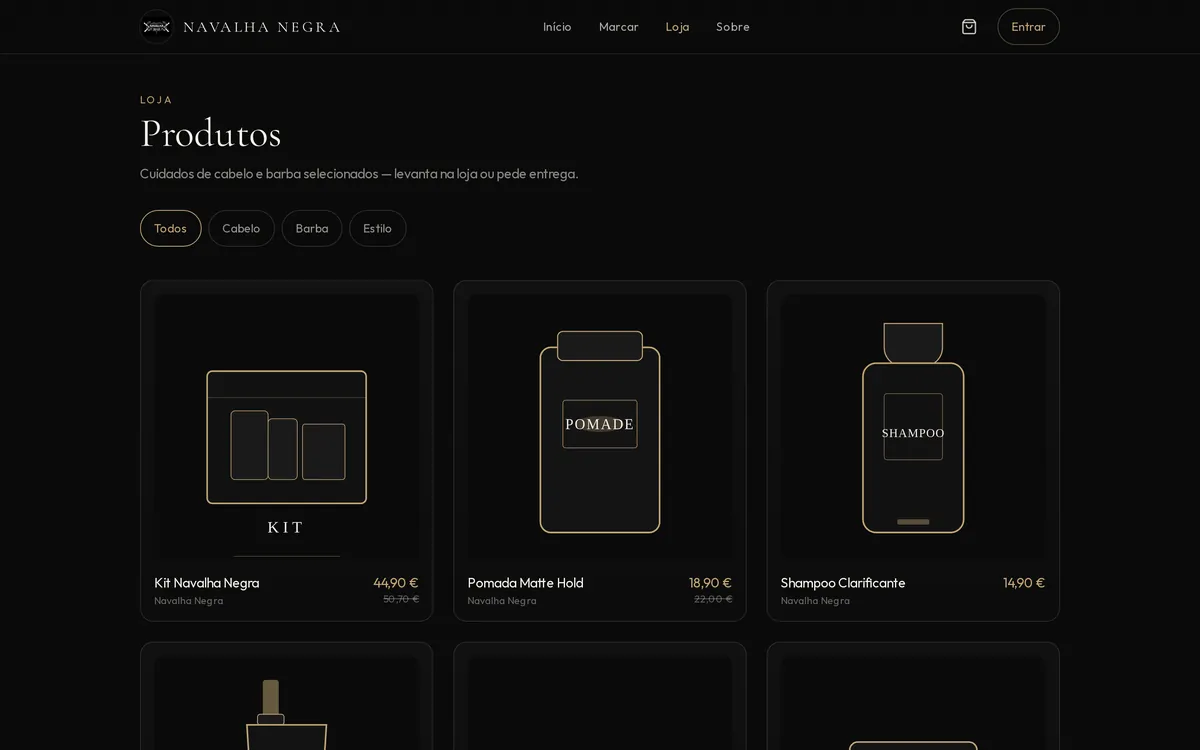 NAVALHA NEGRA
Início
Marcar
Loja
Sobre
Entrar
LOJA
Produtos
Cuidados de cabelo e barba selecionados — levanta na loja ou pede entrega.
Todos
Cabelo
Barba
Estilo
KIT
POMADE
SHAMPOO
Kit Navalha Negra
44,90 €
Navalha Negra
50,70 €
Pomada Matte Hold
18,90 €
Navalha Negra
22,00 €
Shampoo Clarificante
14,90 €
Navalha Negra